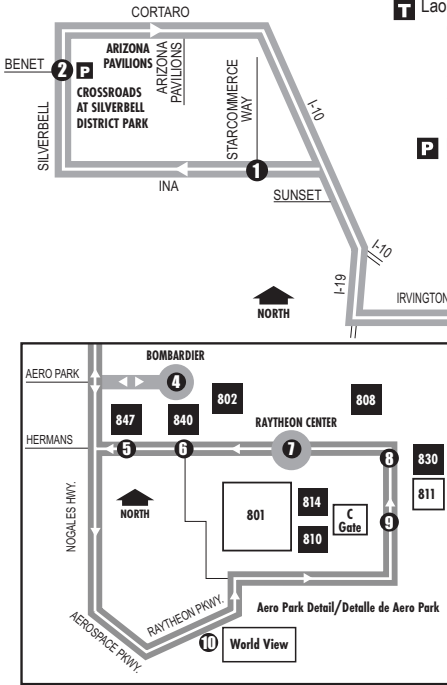 CORTARO
T Lao
ARIZONA
PAVILIONS
ARIZONA
PAVILIONS
BENET
2 P
CROSSROADS
AT SILVERBELL
DISTRICT PARK
STARCOMMERCE
WAY
I-10
SILVERBELL
P
1
INA
SUNSET
I-10
I-19
NORTH
IRVINGTON
BOMBARDIER
AERO PARK
4
802
808
847
840
RAYTHEON CENTER
HERMANS
5
6
7
8
830
811
NORTH
NOGALES HWY.
801
814
C
Gate
9
810
RAYTHEON PKWY.
Aero Park Detail/Detalle de Aero Park
AEROSPACE PKWY.
10
World View